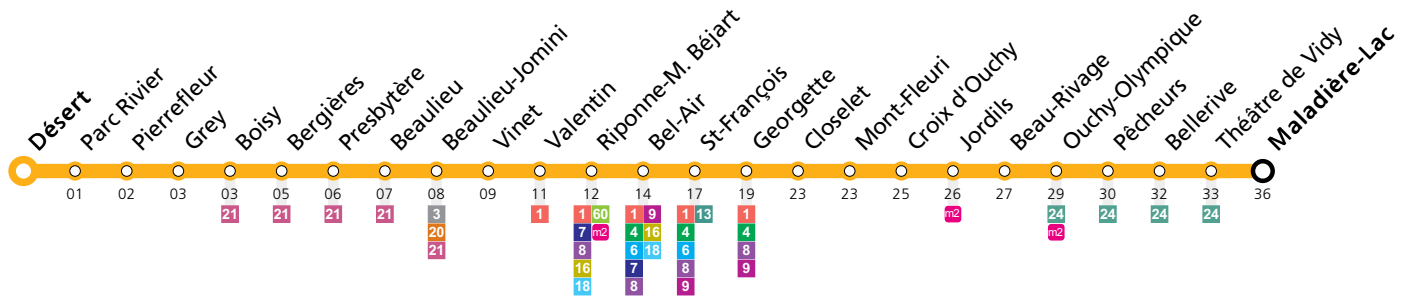 Désert
Parc Rivier
Pierrefleur
Grey
Boisy
Bergières
Presbytère
Beaulieu
Beaulieu-Jomini
Vinet
Valentin
Riponne-M. Béjart
Bel-Air
St-François
Georgette
Closelet
Mont-Fleuri
Croix d'Ouchy
Jordils
Beau-Rivage
Ouchy-Olympique
Pêcheurs
Bellerive
Théâtre de Vidy
Maladière-Lac
01 02 03 03 05 06 07 08 09 11 12 14 17 19 23 23 25 26 27 29 30 32 33 36
21 21 21 21 3 1 1 60 1 9 1 13 1 m2 24 24 24 24
20 7 m2 4 16 4 4 m2
21 8 6 18 6 8
16 7 8 9
18 8 9